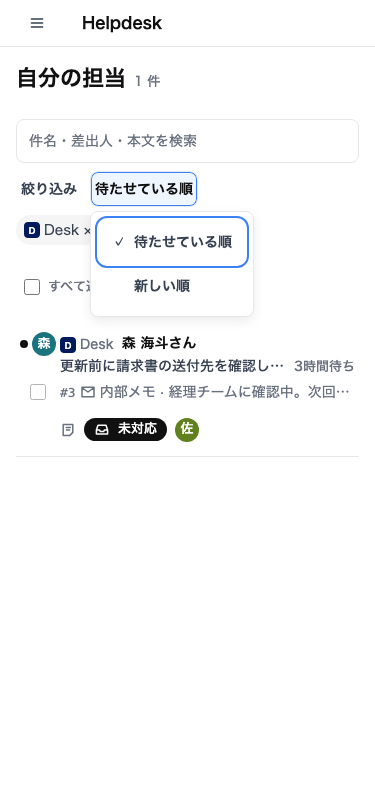 Helpdesk
自分の担当 1 件
件名・差出人・本文を検索
絞り込み 待たせている順
D Desk ×
✓ 待たせている順
新しい順
すべて
森 D Desk 森 海斗さん
更新前に請求書の送付先を確認し… 3時間待ち
#3 内部メモ · 経理チームに確認中。次回…
未対応 佐